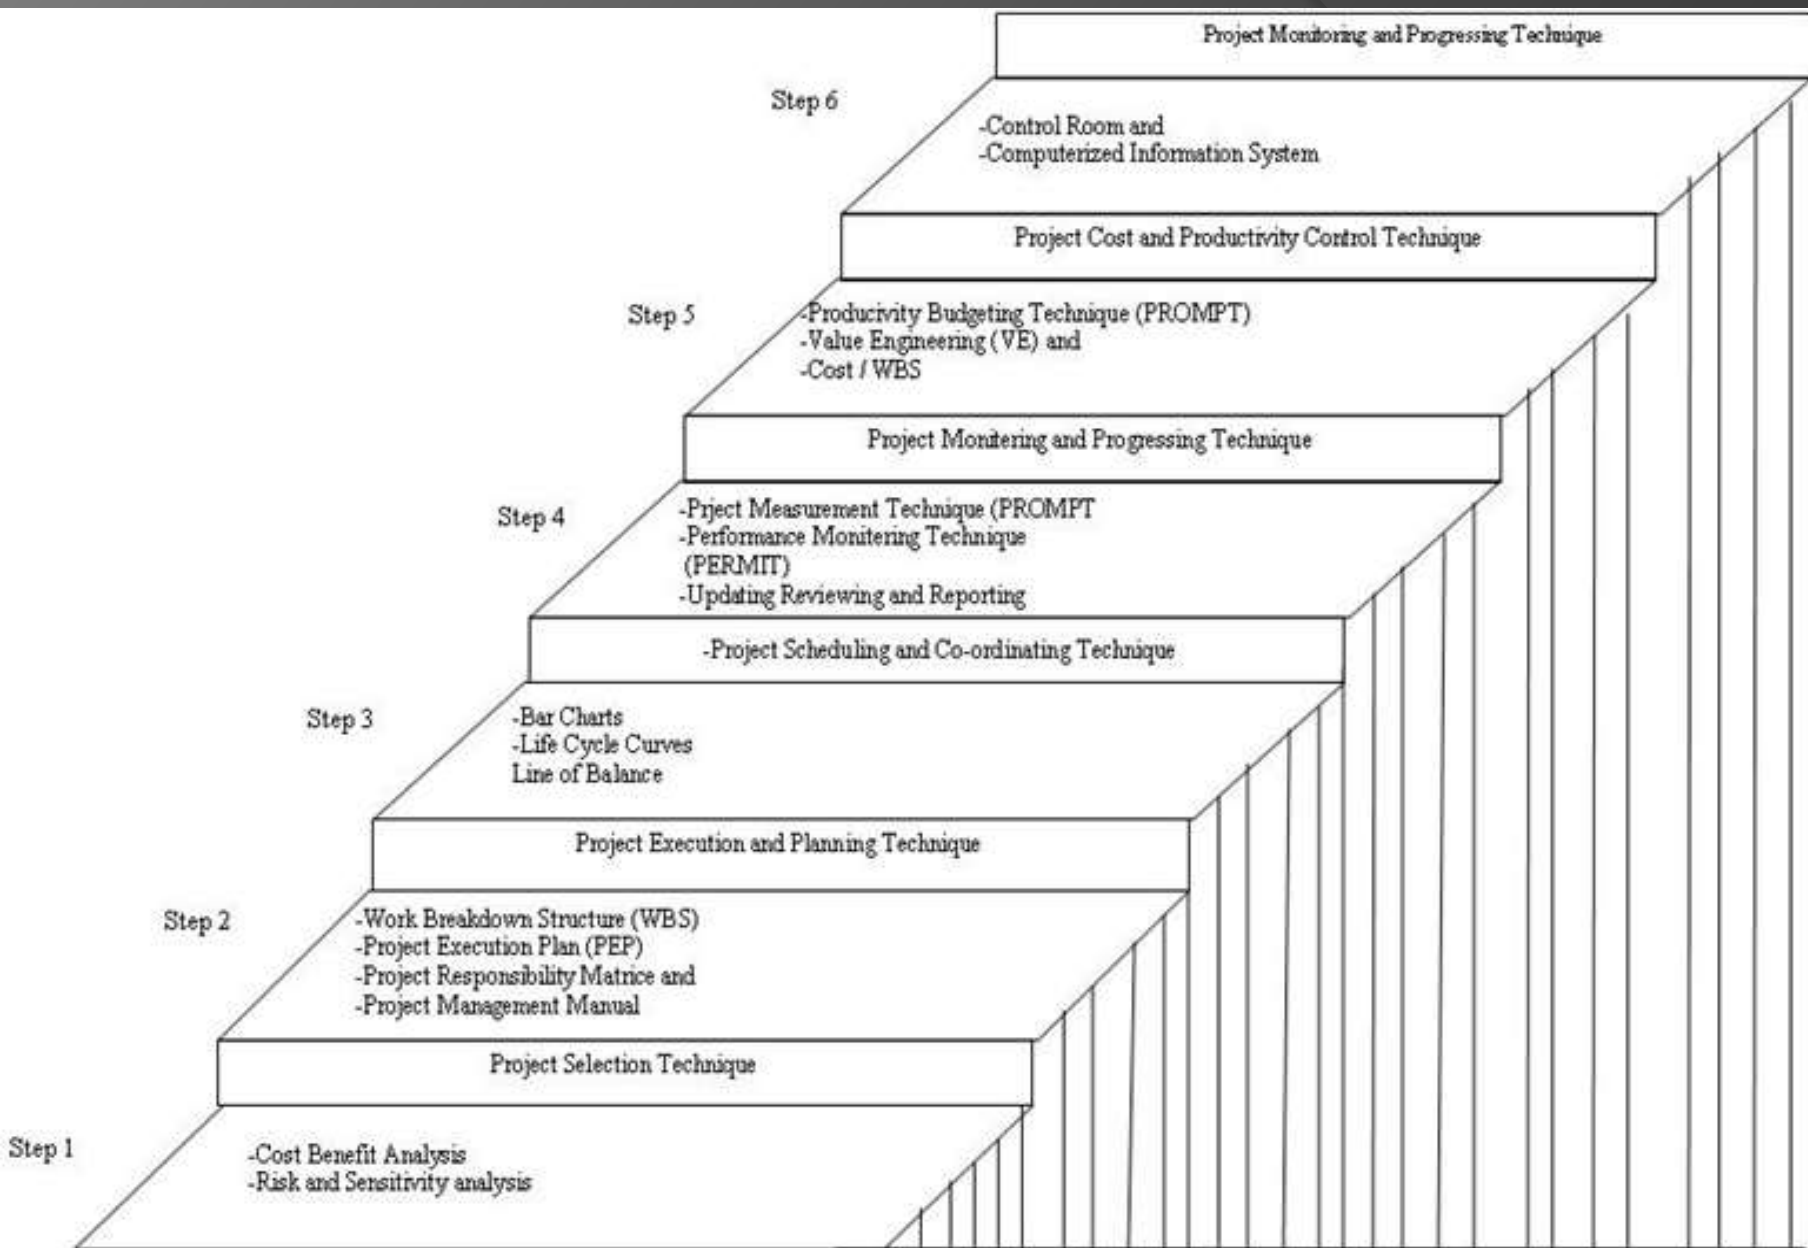 Project Monitoring and Progressing Technique
Step 6
-Control Room and
-Computerized Information System
Project Cost and Productivity Control Technique
Step 5
-Producivity Budgeting Technique (PROMPT)
-Value Engineering (VE) and
-Cost / WBS
Project Monitering and Progressing Technique
Step 4
-Prject Measurement Technique (PROMPT
-Performance Monitering Technique
(PERMIT)
-Updating Reviewing and Reporting
-Project Scheduling and Co-ordinating Technique
Step 3
-Bar Charts
-Life Cycle Curves
Line of Balance
Project Execution and Planning Technique
Step 2
-Work Breakdown Structure (WBS)
-Project Execution Plan (PEP)
-Project Responsibility Matrice and
-Project Management Manual
Project Selection Technique
Step 1
-Cost Benefit Analysis
-Risk and Sensitivity analysis